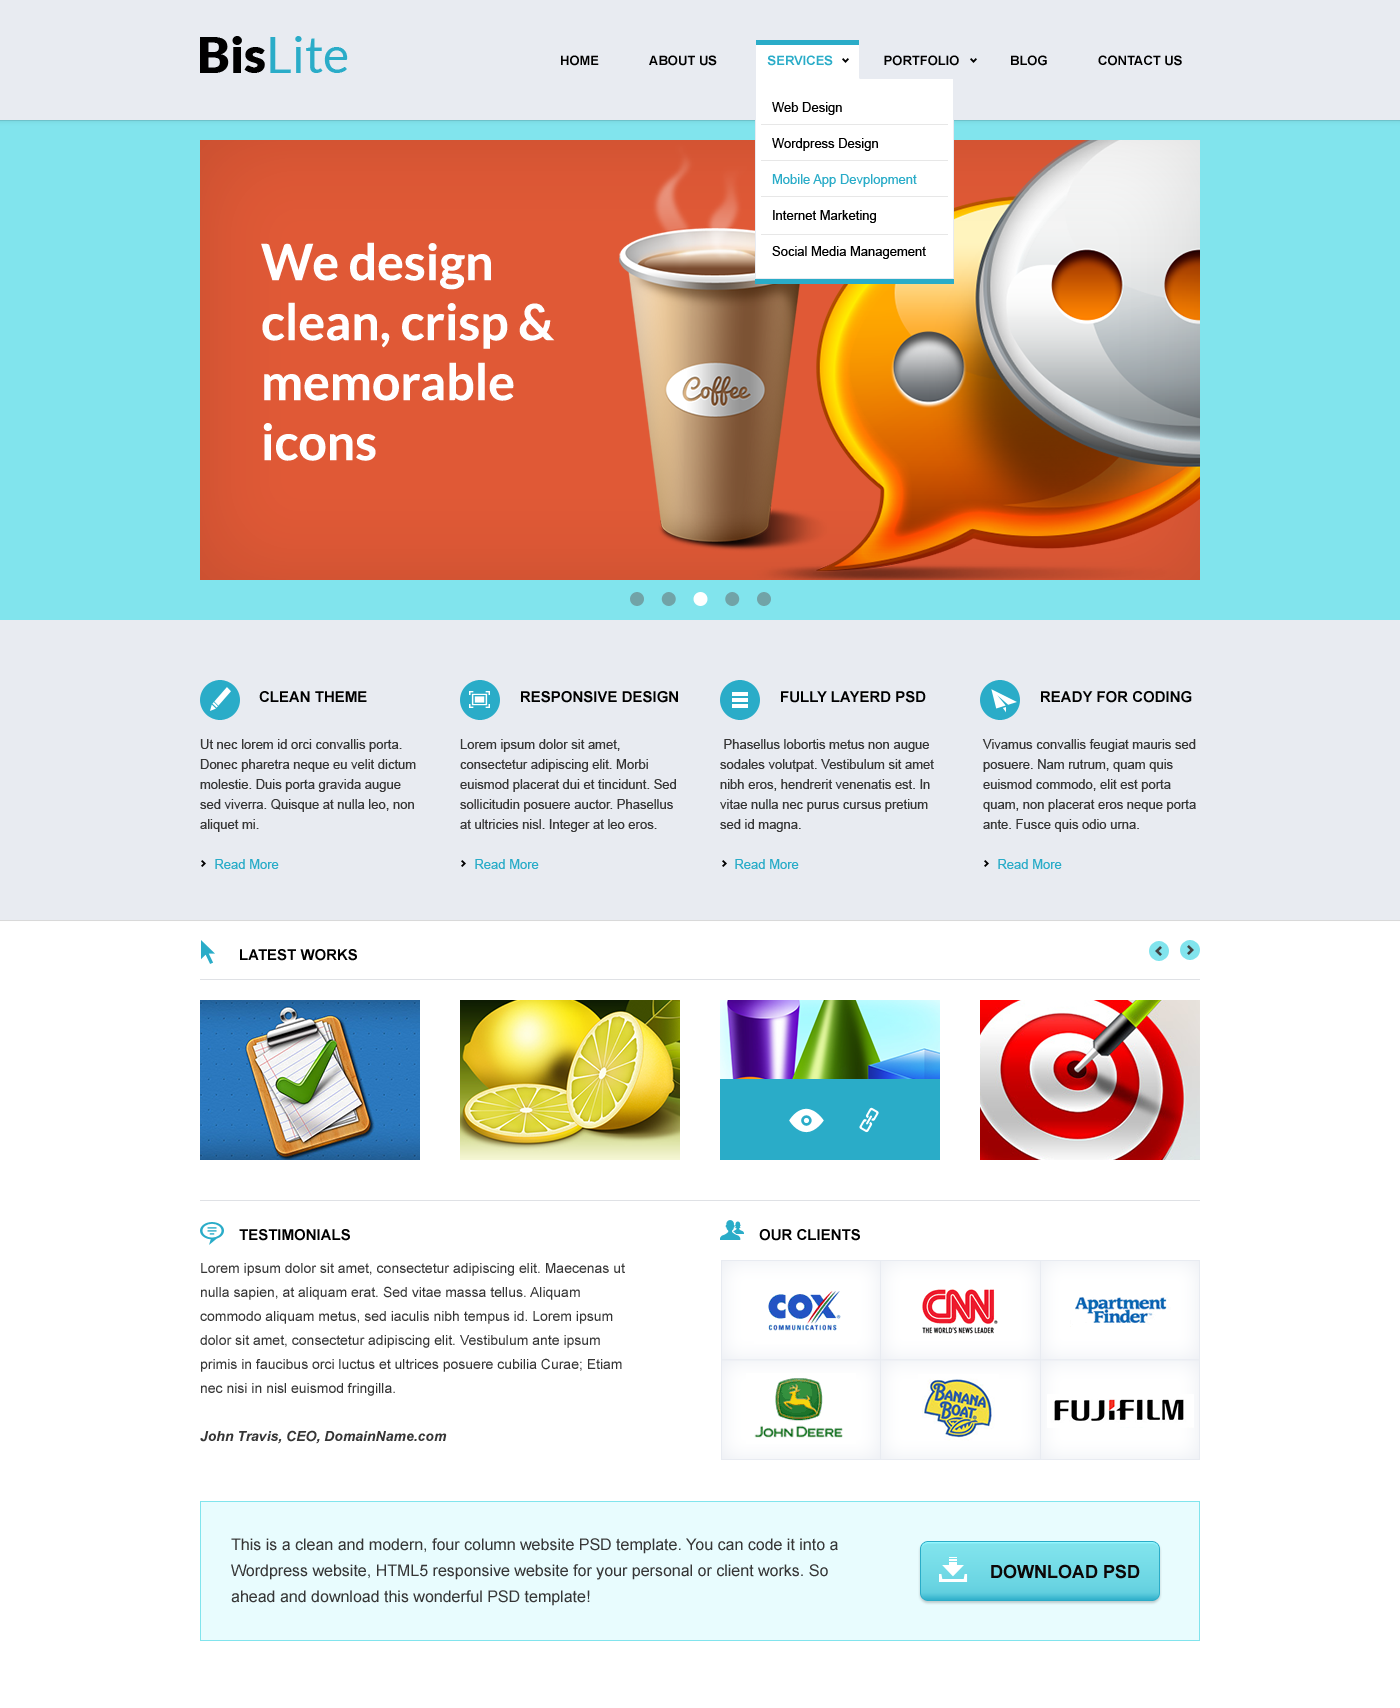 BisLite
HOME
ABOUT US
SERVICES
PORTFOLIO
BLOG
CONTACT US
Web Design
Wordpress Design
Mobile App Devplopment
Internet Marketing
Social Media Management
We design
clean, crisp &
memorable
icons
Coffee
CLEAN THEME
Ut nec lorem id orci convallis porta.
Donec pharetra neque eu velit dictum
molestie. Duis porta gravida augue
sed viverra. Quisque at nulla leo, non
aliquet mi.
Read More
RESPONSIVE DESIGN
Lorem ipsum dolor sit amet,
consectetur adipiscing elit. Morbi
euismod placerat dui et tincidunt. Sed
sollicitudin posuere auctor. Phasellus
at ultricies nisl. Integer at leo eros.
Read More
FULLY LAYERD PSD
Phasellus lobortis metus non augue
sodales volutpat. Vestibulum sit amet
nibh eros, hendrerit venenatis est. In
vitae nulla nec purus cursus pretium
sed id magna.
Read More
READY FOR CODING
Vivamus convallis feugiat mauris sed
posuere. Nam rutrum, quam quis
euismod commodo, elit est porta
quam, non placerat eros neque porta
ante. Fusce quis odio urna.
Read More
LATEST WORKS
TESTIMONIALS
Lorem ipsum dolor sit amet, consectetur adipiscing elit. Maecenas ut
nulla sapien, at aliquam erat. Sed vitae massa tellus. Aliquam
commodo aliquam metus, sed iaculis nibh tempus id. Lorem ipsum
dolor sit amet, consectetur adipiscing elit. Vestibulum ante ipsum
primis in faucibus orci luctus et ultrices posuere cubilia Curae; Etiam
nec nisi in nisl euismod fringilla.
John Travis, CEO, DomainName.com
OUR CLIENTS
COX
COMMUNICATIONS
CNN
THE WORLD'S NEWS LEADER
Apartment
Finder
JOHN DEERE
BANANA
BOAT
FUJIFILM
This is a clean and modern, four column website PSD template. You can code it into a
Wordpress website, HTML5 responsive website for your personal or client works. So
ahead and download this wonderful PSD template!
DOWNLOAD PSD